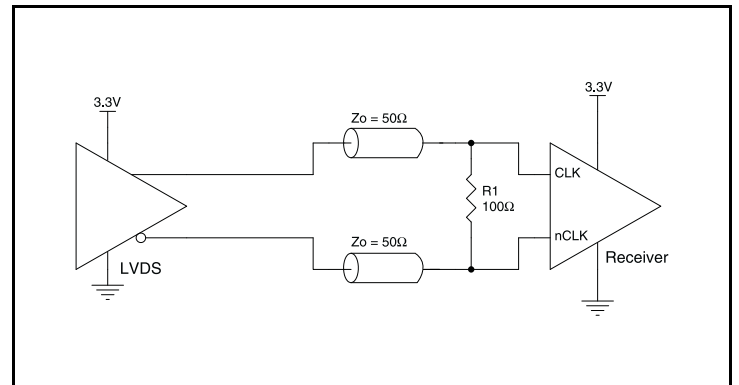 3.3V
LVDS
Zo = 50Ω
Zo = 50Ω
R1
100Ω
3.3V
CLK
nCLK
Receiver